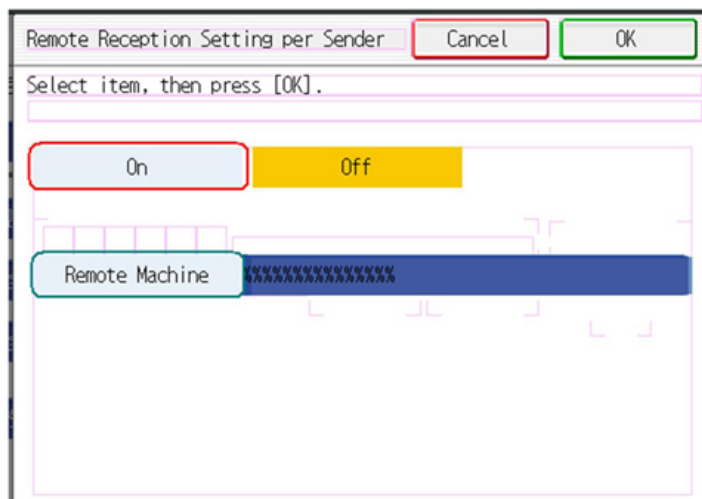 Remote Reception Setting per Sender Cancel OK
Select item, then press [OK].
On Off
Remote Machine %%%%%%%%%%%%%%%